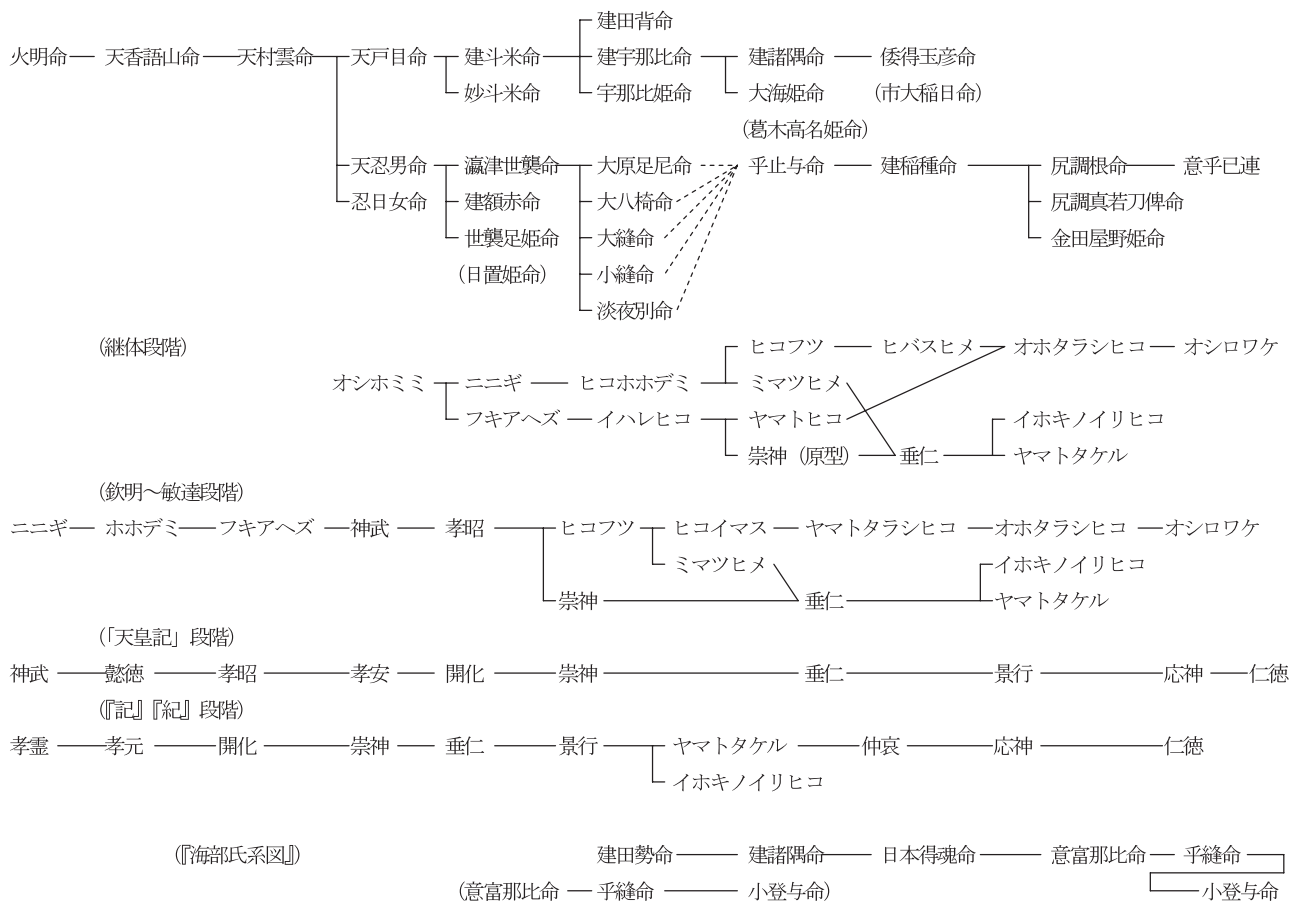 建田背命
火明命 天香語山命 天村雲命 天戸目命 建斗米命 建宇那比命 建諸隅命 倭得玉彦命
妙斗米命 宇那比姫命 大海姫命 (市大稲日命)
(葛木高名姫命)
天忍男命 瀛津世襲命 大原足尼命 乎止与命 建稲種命 尻調根命 意乎已連
忍日女命 建額赤命 大八椅命 尻調真若刀俾命
世襲足姫命 大縫命 金田屋野姫命
(日置姫命) 小縫命
淡夜別命
(継体段階) ヒコフツ ヒバスヒメ オホタラシヒコ オシロワケ
オシホミミ ニニギ ヒコホホデミ ミマツヒメ
フキアヘズ イハレヒコ ヤマトヒコ イホキノイリヒコ
崇神(原型) 垂仁 ヤマトタケル
(欽明〜敏達段階)
ニニギ ホホデミ フキアヘズ 神武 孝昭 ヒコフツ ヒコイマス ヤマトタラシヒコ オホタラシヒコ オシロワケ
ミマツヒメ イホキノイリヒコ
崇神 垂仁 ヤマトタケル
(「天皇記」段階)
神武 懿徳 孝昭 孝安 開化 崇神 垂仁 景行 応神 仁徳
(『記』『紀』段階)
孝霊 孝元 開化 崇神 垂仁 景行 ヤマトタケル 仲哀 応神 仁徳
イホキノイリヒコ
(『海部氏系図』) 建田勢命 建諸隅命 日本得魂命 意富那比命 乎縫命
(意富那比命 乎縫命 小登与命) 小登与命